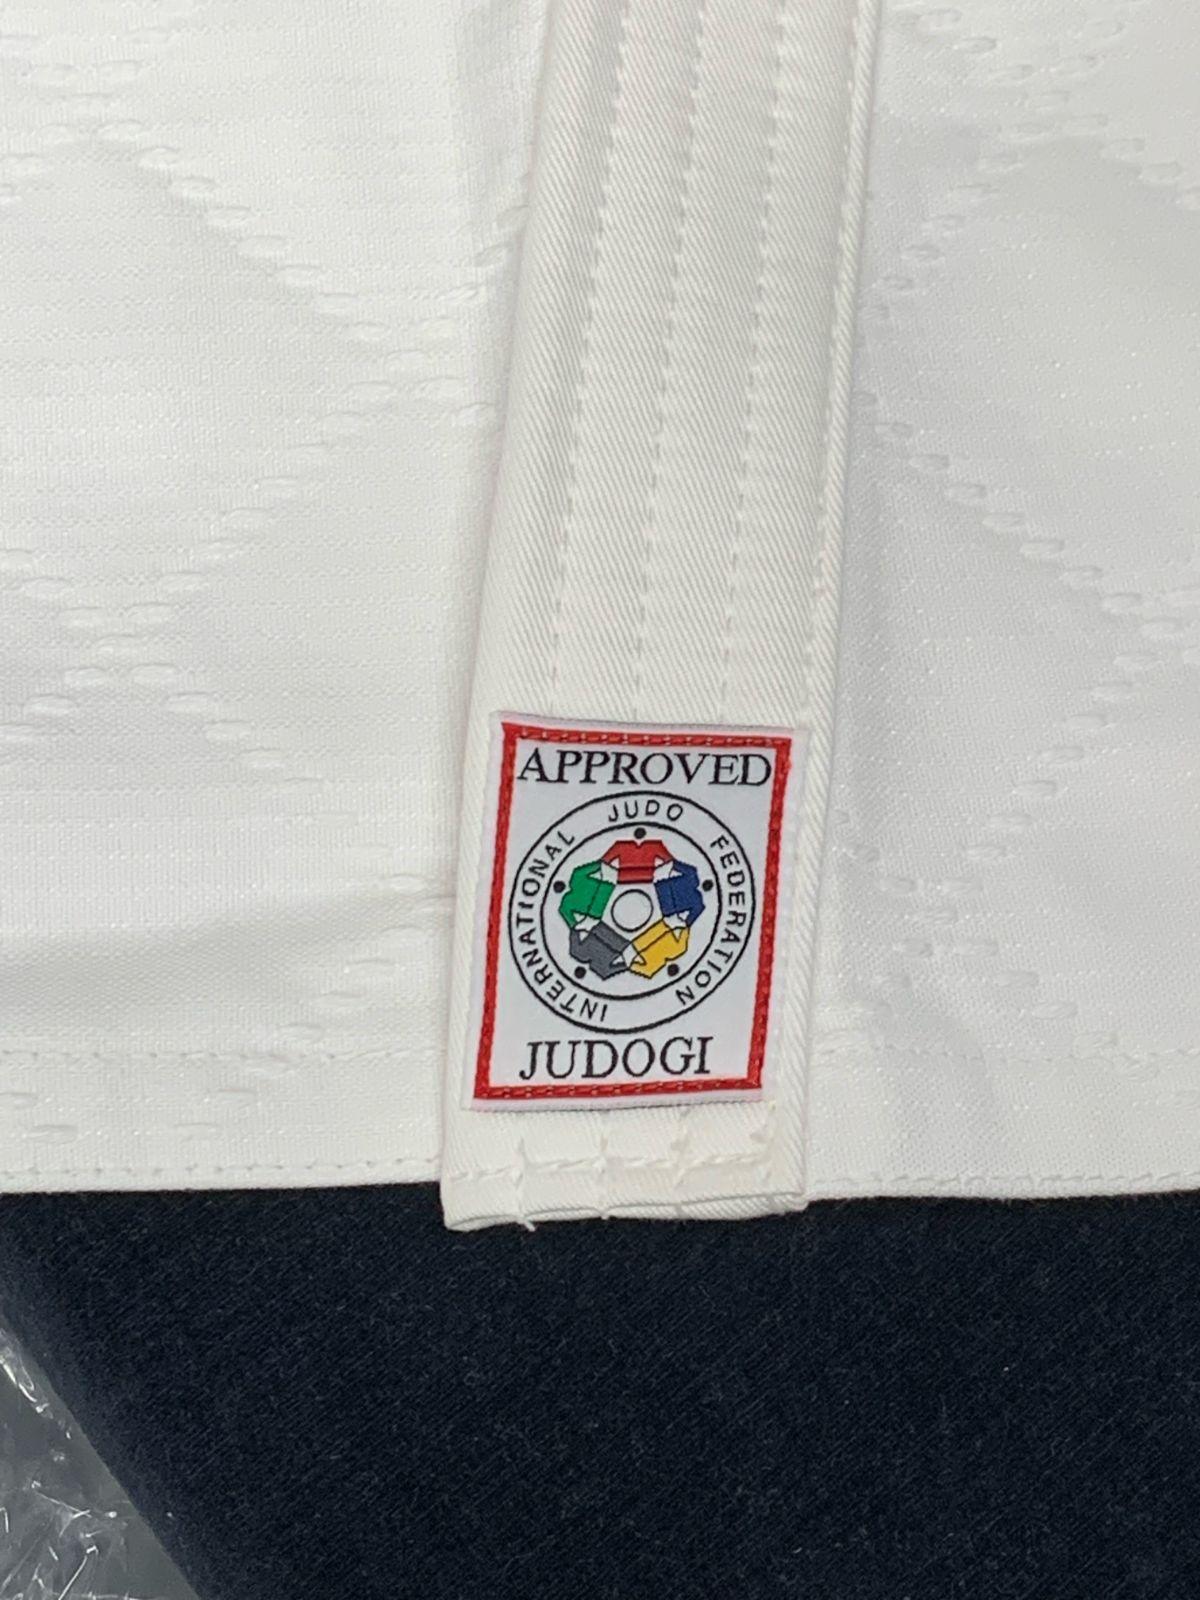 APPROVED
INTERNATIONAL JUDO FEDERATION
JUDOGI